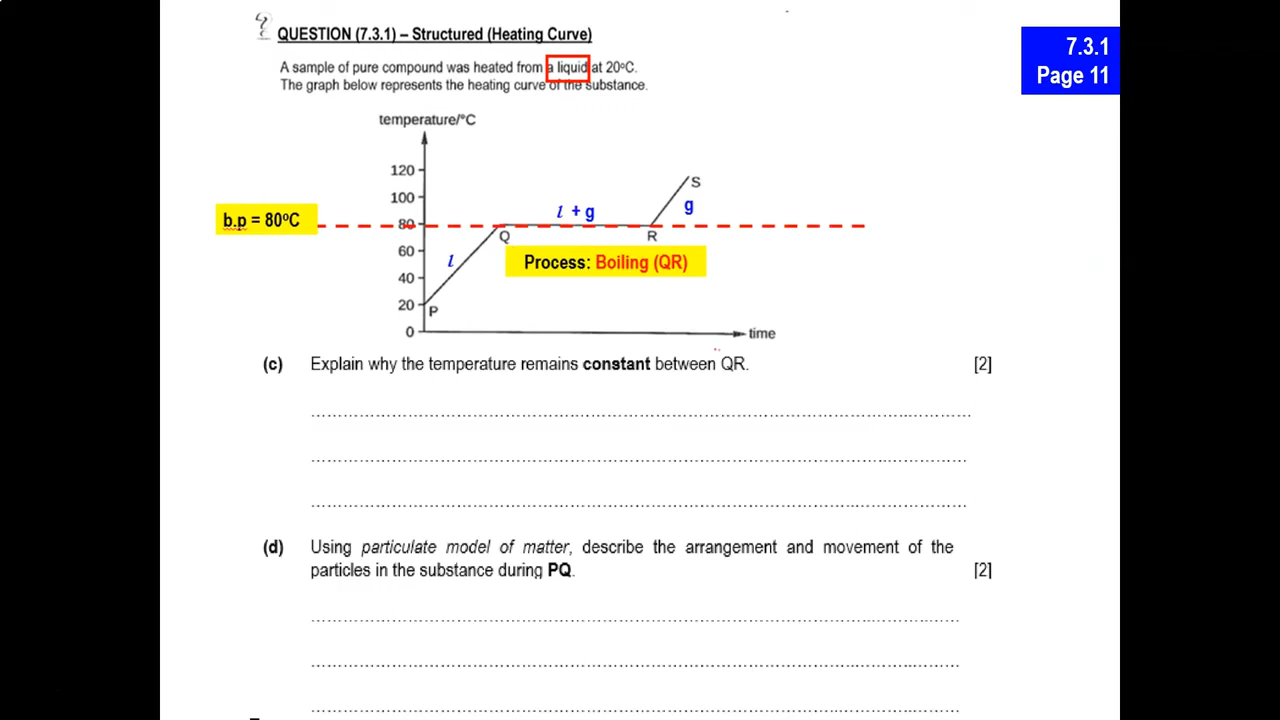 QUESTION (7.3.1) – Structured (Heating Curve)
7.3.1
Page 11
A sample of pure compound was heated from a liquid at 20°C.
The graph below represents the heating curve of the substance.
temperature/°C
120
100
80
60
40
20
0
b.p = 80°C
l + g
S
g
Q
R
l
Process: Boiling (QR)
P
time
(c) Explain why the temperature remains constant between QR. [2]
(d) Using particulate model of matter, describe the arrangement and movement of the
particles in the substance during PQ. [2]